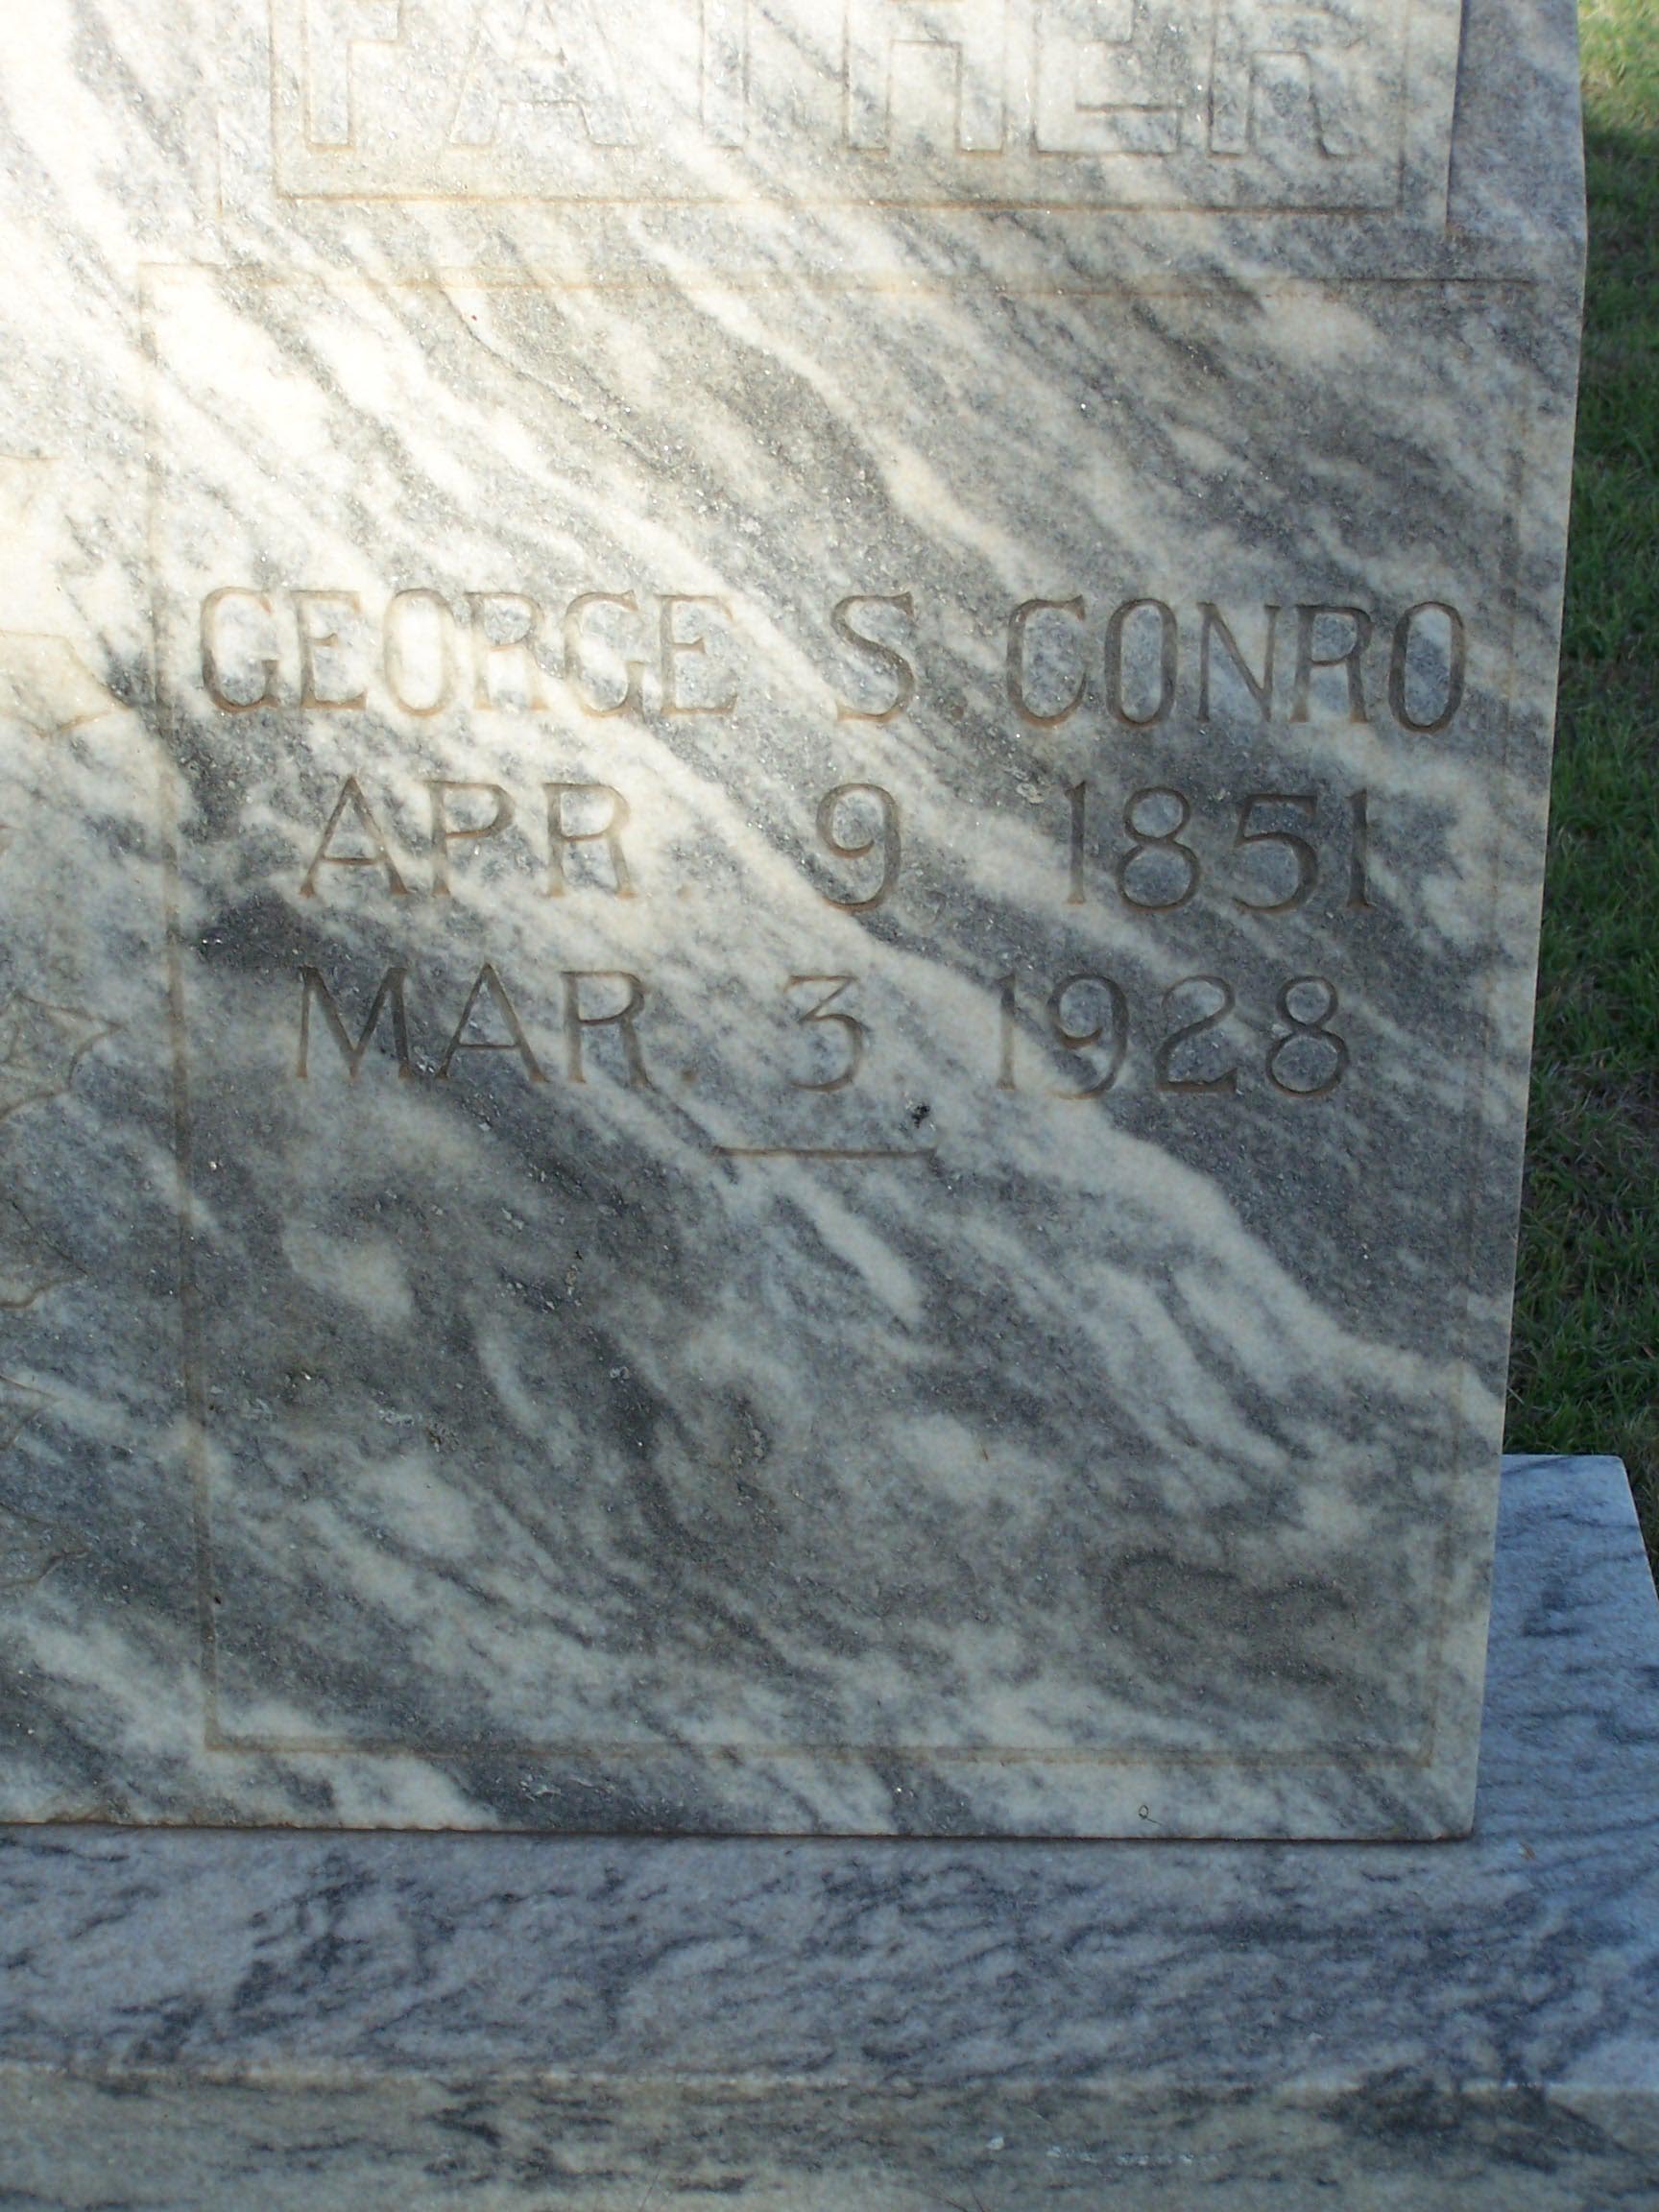 FATHER
GEORGE S. CONRO
APR. 9, 1851
MAR. 3, 1928